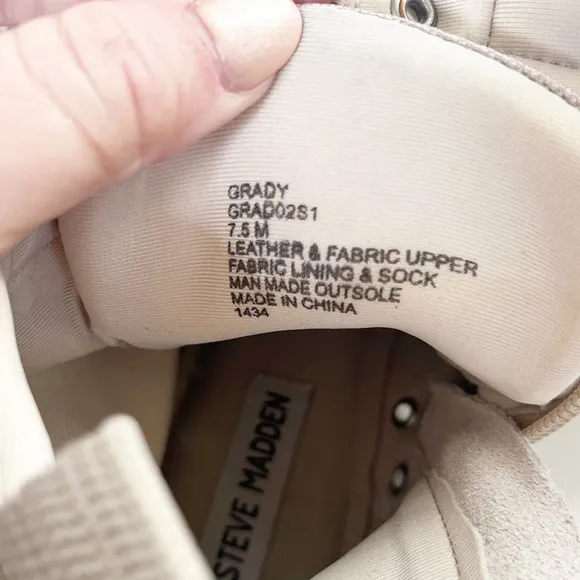 GRADY
GRAD02S1
7.5 M
LEATHER & FABRIC UPPER
FABRIC LINING & SOCK
MAN MADE OUTSOLE
MADE IN CHINA
1434
STEVE MADDEN